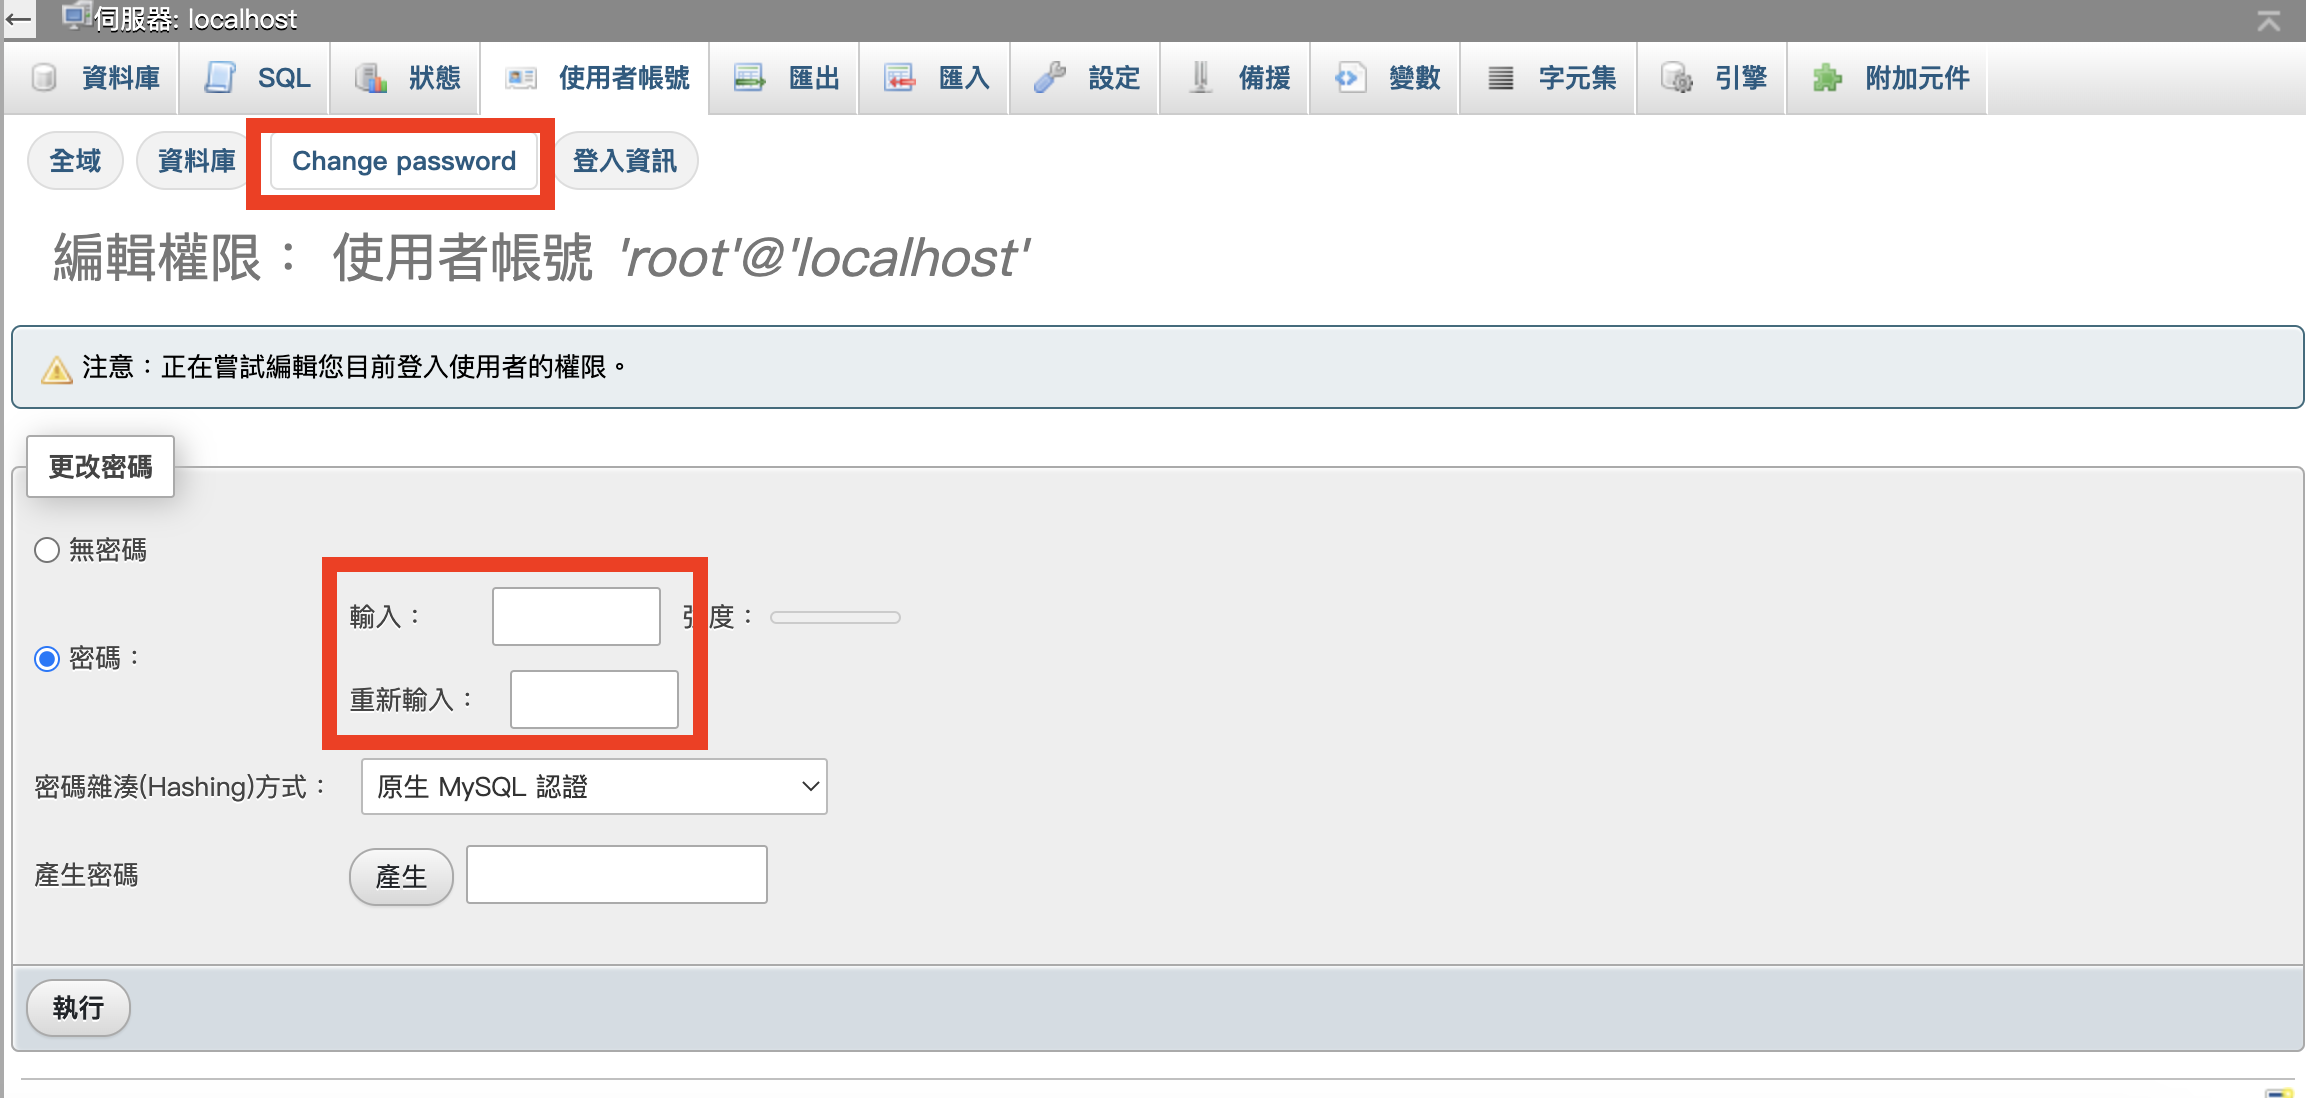 伺服器: localhost
資料庫 SQL 狀態 使用者帳號 匯出 匯入 設定 備援 變數 字元集 引擎 附加元件
全域 資料庫 Change password 登入資訊
編輯權限： 使用者帳號 'root'@'localhost'
注意：正在嘗試編輯您目前登入使用者的權限。
更改密碼
無密碼
輸入： 強度：
密碼：
重新輸入：
密碼雜湊(Hashing)方式： 原生 MySQL 認證
產生密碼 產生
執行